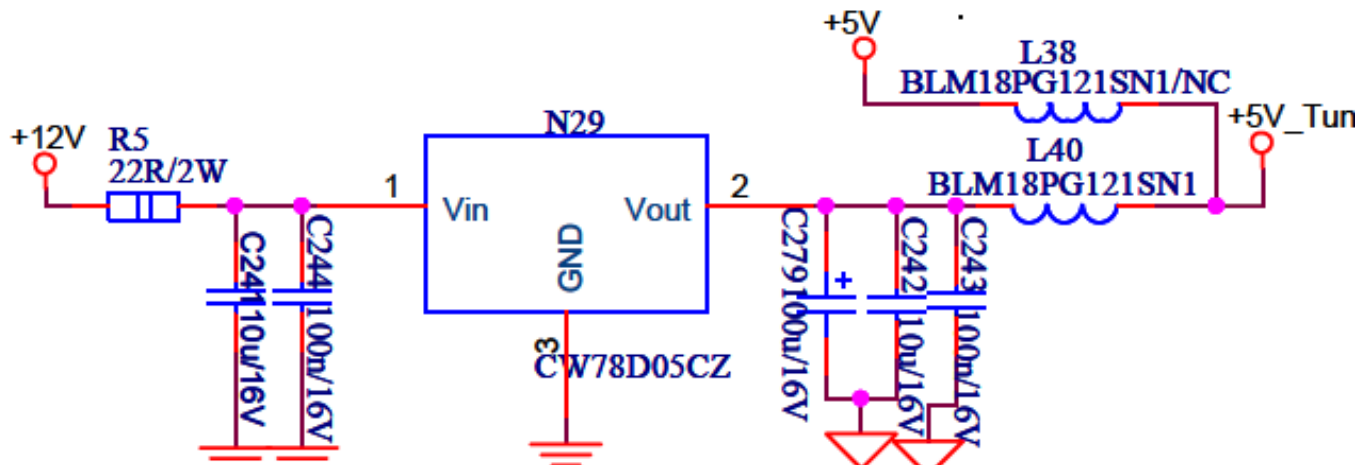 +5V
L38
BLM18PG121SN1/NC
+12V
R5
22R/2W
N29
+5V_Tun
L40
BLM18PG121SN1
1
Vin
GND
Vout
2
3
CW78D05CZ
C241 10u/16V
C244 100n/16V
C279 100u/16V
+
C242 10u/16V
C243 100n/16V